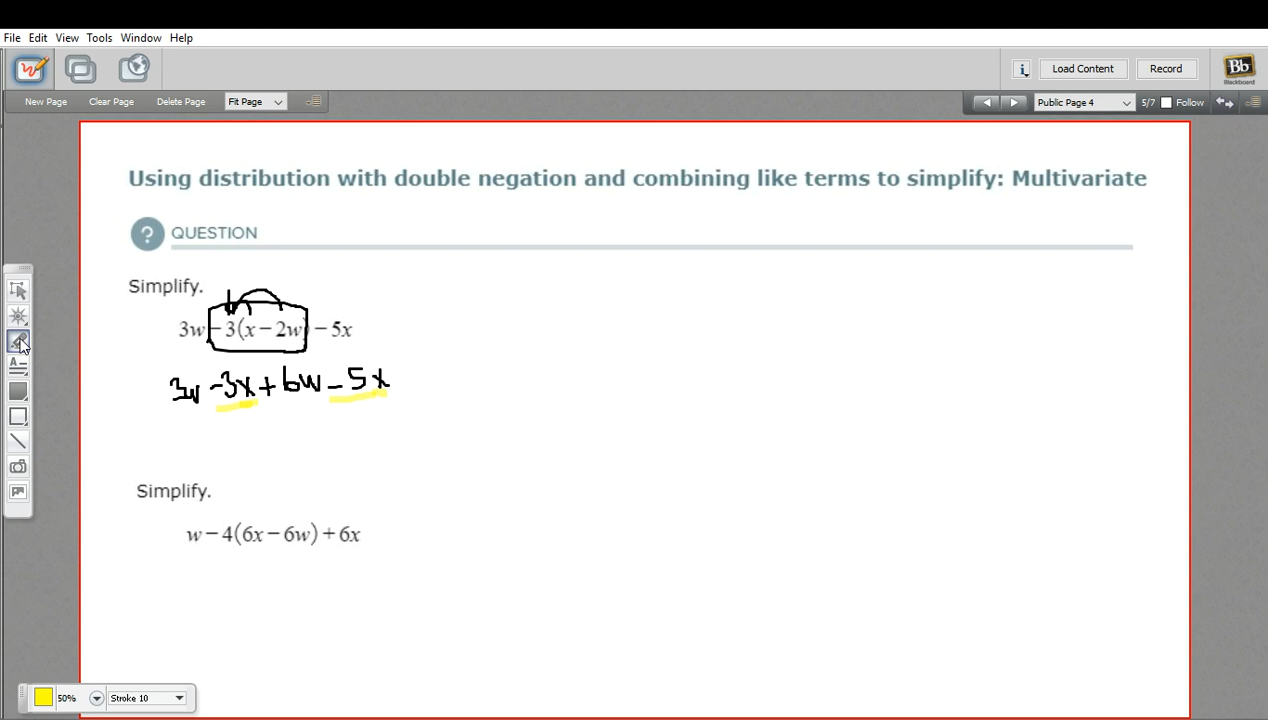 File Edit View Tools Window Help
i Load Content Record Bb
Blackboard
New Page Clear Page Delete Page Fit Page Public Page 4 5/7 Follow
Using distribution with double negation and combining like terms to simplify: Multivariate
? QUESTION
Simplify.
3w−3(x−2w)−5x
3w -3x + 6w - 5x
A
Simplify.
w−4(6x−6w)+6x
50% Stroke 10